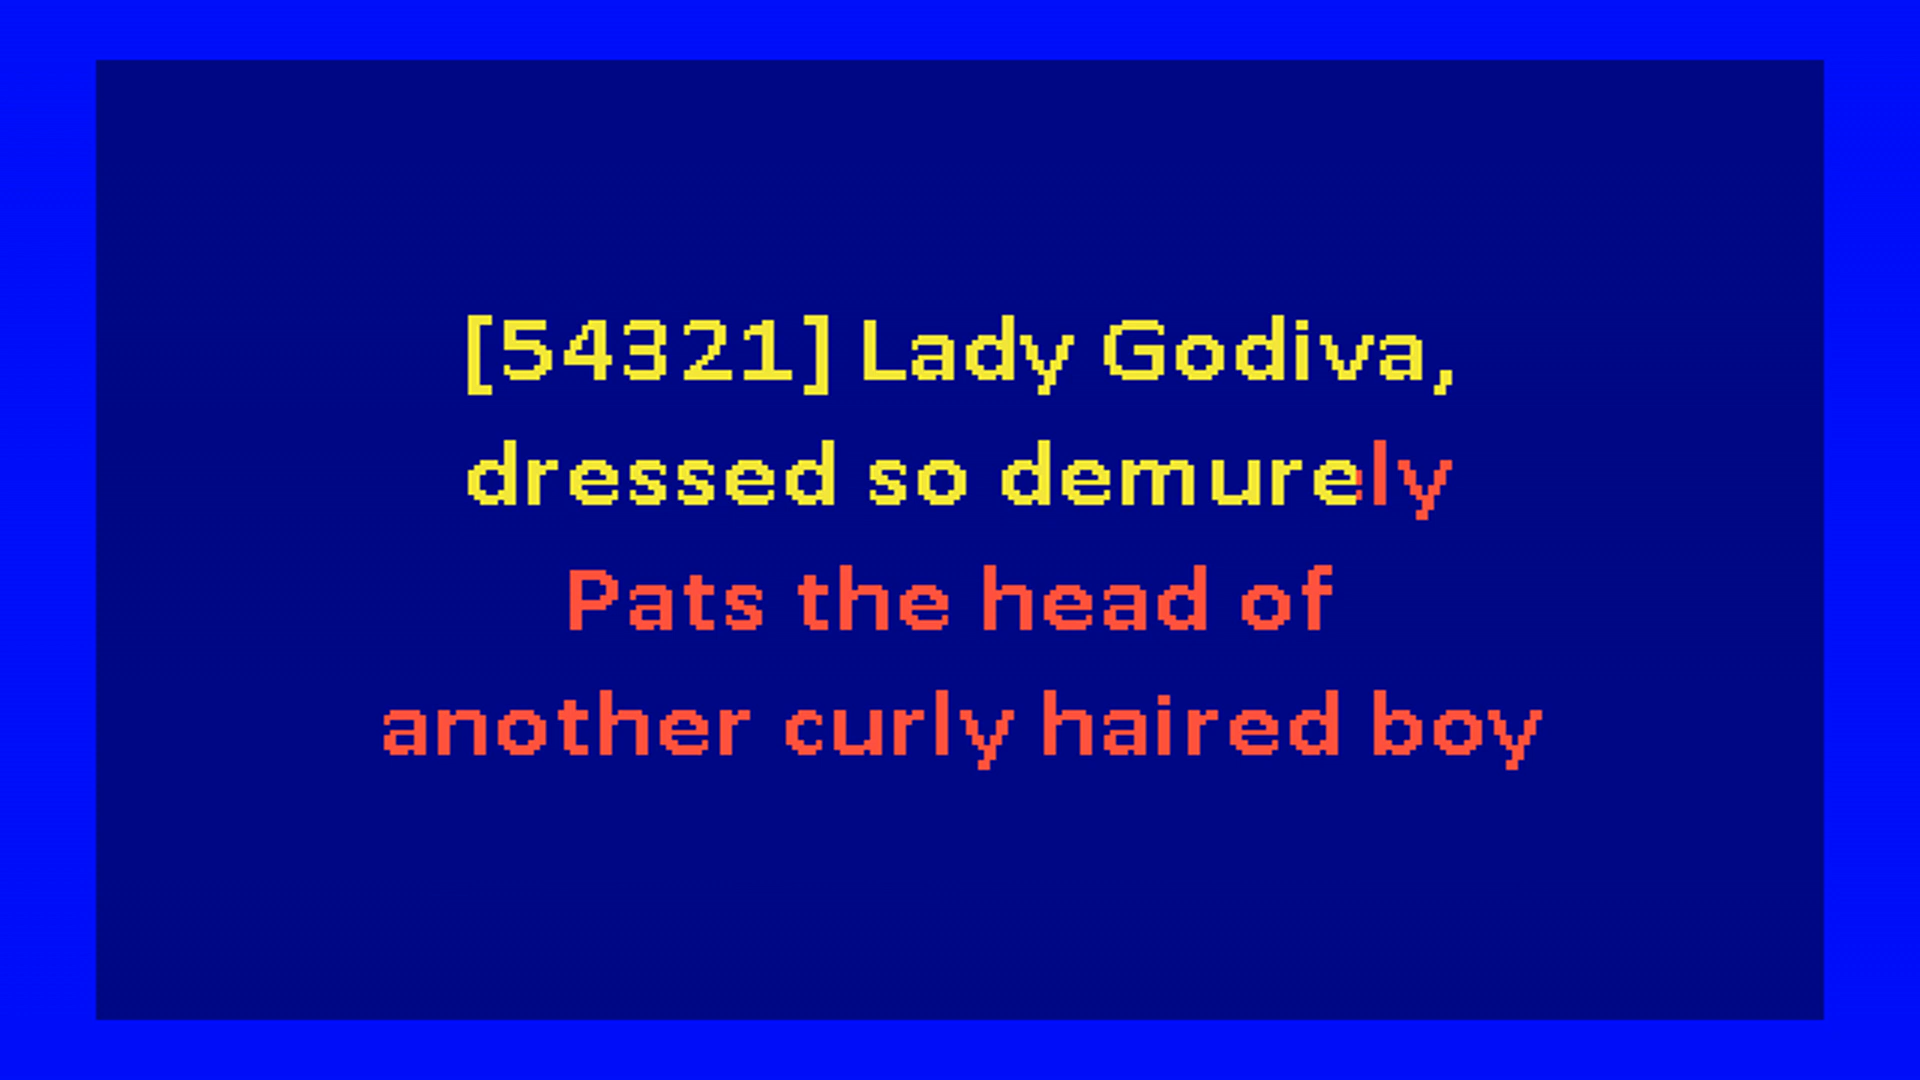 [54321] Lady Godiva,
dressed so demurely
Pats the head of
another curly haired boy